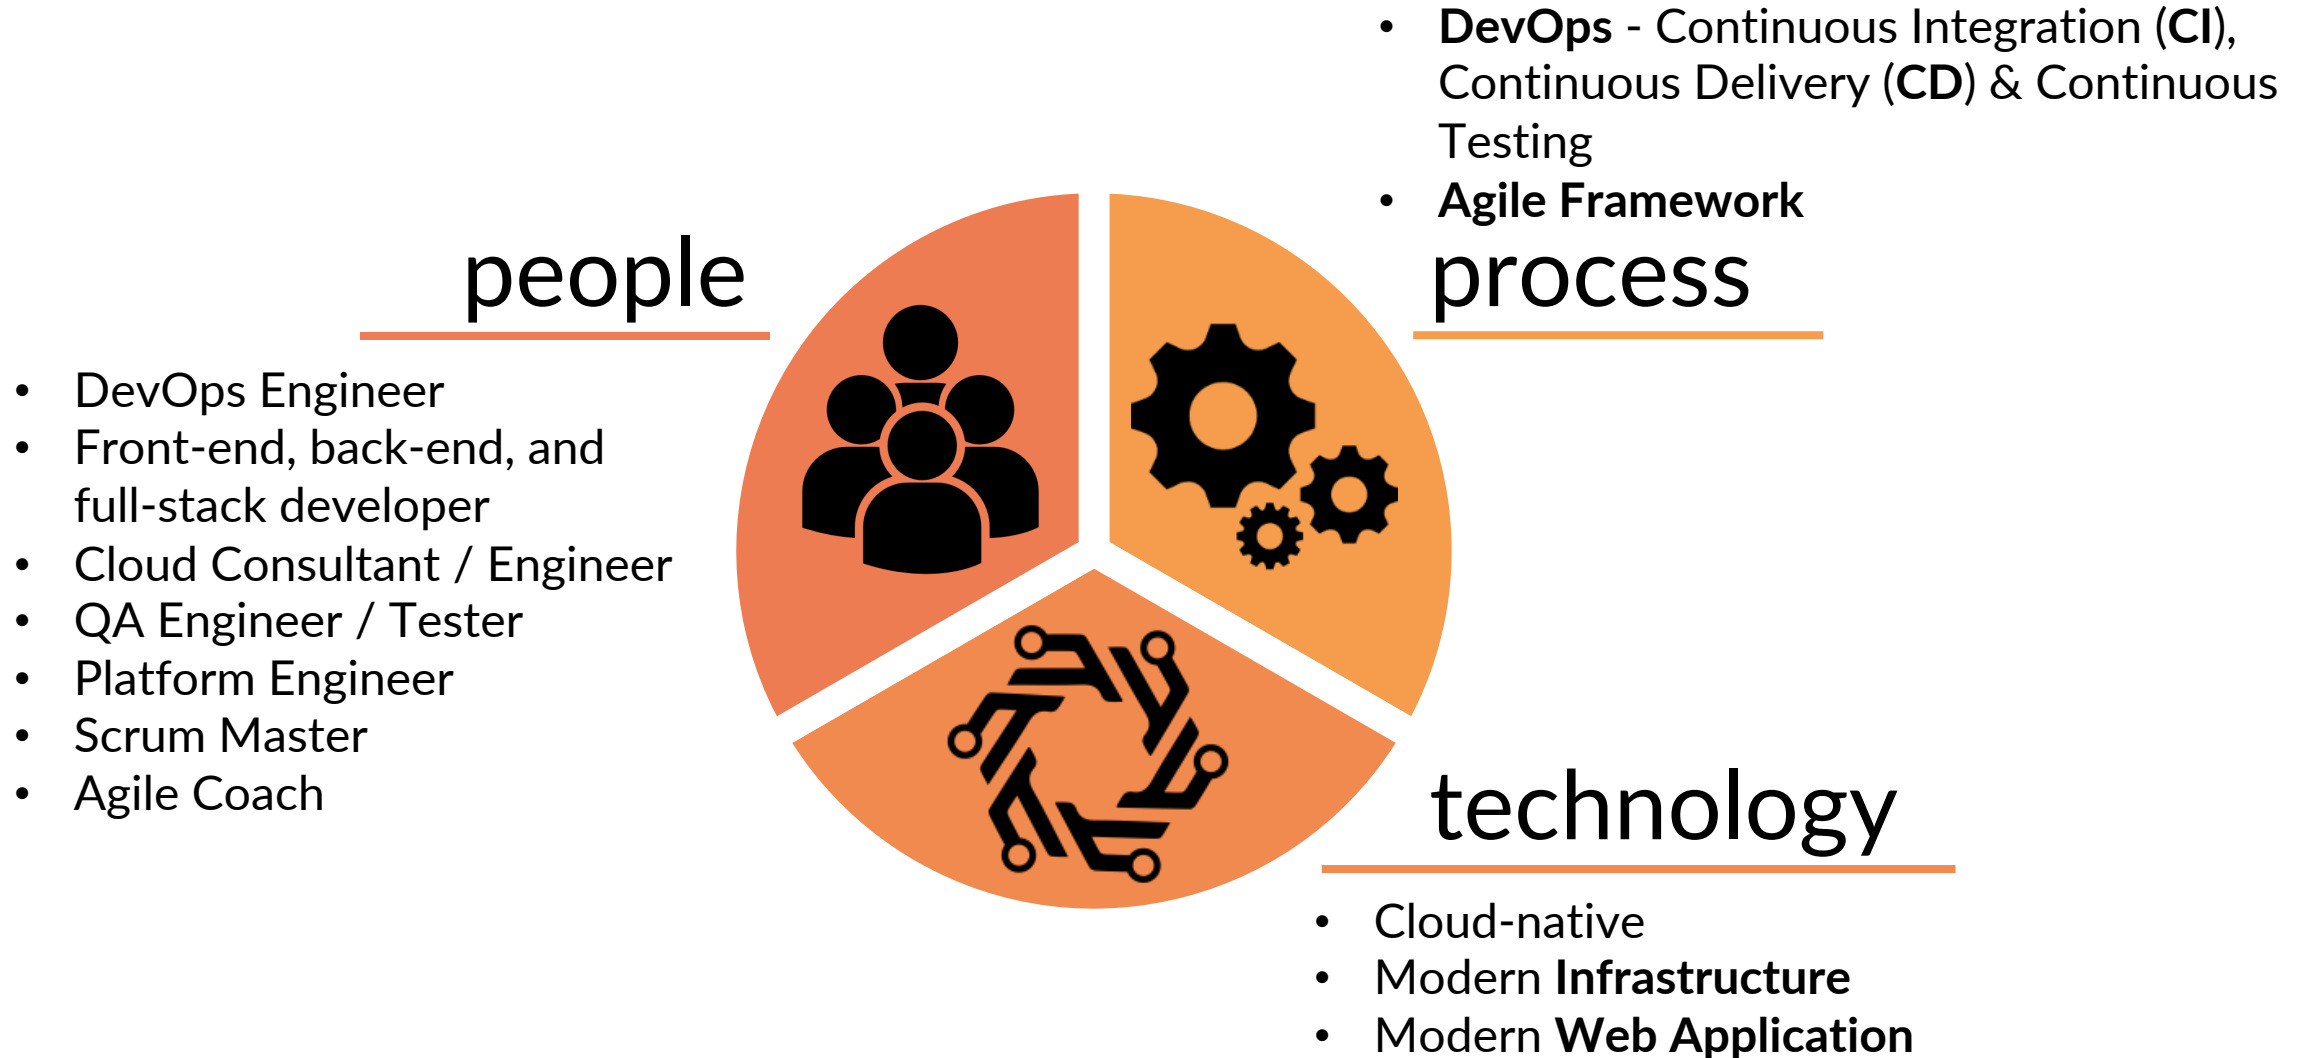 • DevOps - Continuous Integration (CI),
Continuous Delivery (CD) & Continuous
Testing
• Agile Framework
people
process
• DevOps Engineer
• Front-end, back-end, and
full-stack developer
• Cloud Consultant / Engineer
• QA Engineer / Tester
• Platform Engineer
• Scrum Master
• Agile Coach
technology
• Cloud-native
• Modern Infrastructure
• Modern Web Application